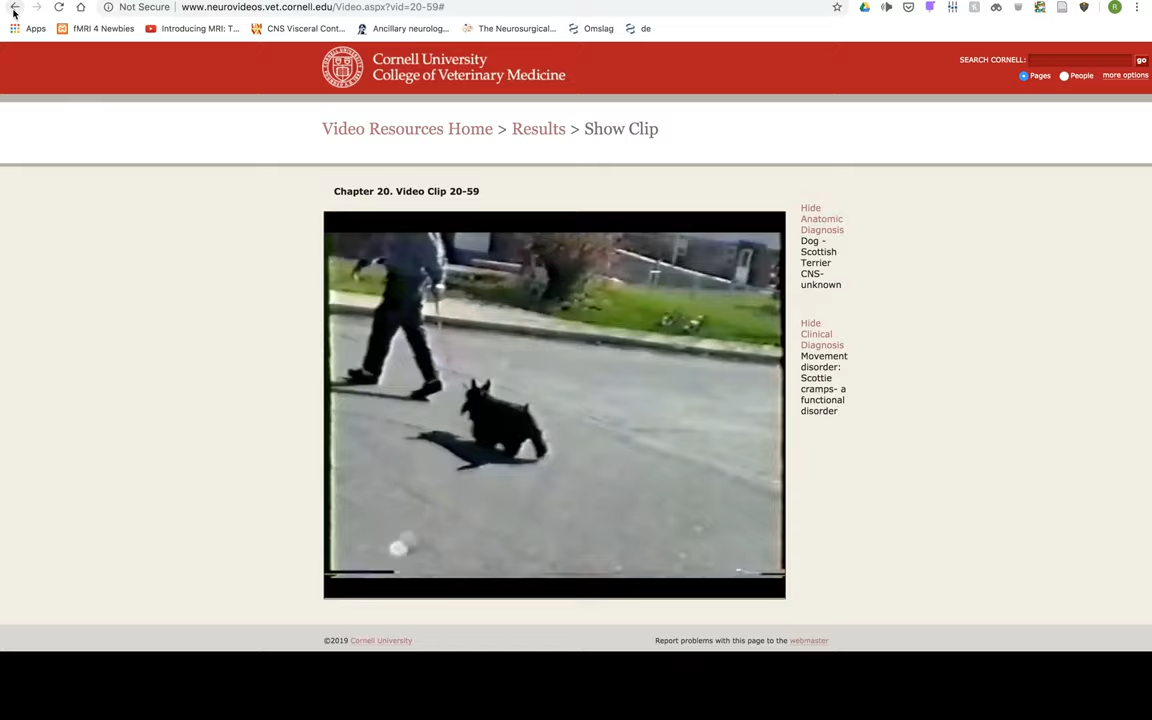 Not Secure
www.neurovideos.vet.cornell.edu/Video.aspx?vid=20-59#
R
Apps
fMRI 4 Newbies
Introducing MRI: T...
CNS Visceral Cont...
Ancillary neurolog...
The Neurosurgical...
Omslag
de
Cornell University
College of Veterinary Medicine
SEARCH CORNELL:
go
Pages
People
more options
Video Resources Home > Results > Show Clip
Chapter 20. Video Clip 20-59
Hide
Anatomic
Diagnosis
Dog -
Scottish
Terrier
CNS-
unknown
Hide
Clinical
Diagnosis
Movement
disorder:
Scottie
cramps- a
functional
disorder
©2019 Cornell University
Report problems with this page to the webmaster